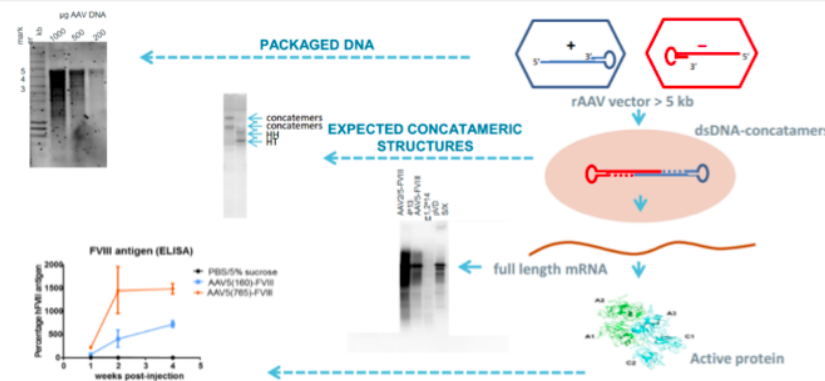 µg AAV DNA
mark
kb
1000
500
200
5
4
3
PACKAGED DNA
+
5'
3'
–
5'
3'
rAAV vector > 5 kb
dsDNA-concatamers
concatemers
concatemers
HH
HT
EXPECTED CONCATAMERIC
STRUCTURES
AAV2/5-FVIII
AAV5-FVIII
full length mRNA
FVIII antigen (ELISA)
Percentage hFVIII antigen
2000
1500
1000
500
0
0 1 2 3 4 5
weeks post-injection
PBS/5% sucrose
AAV5(160)-FVIII
AAV5(765)-FVIII
A2
A3
A1
C1
C2
Active protein